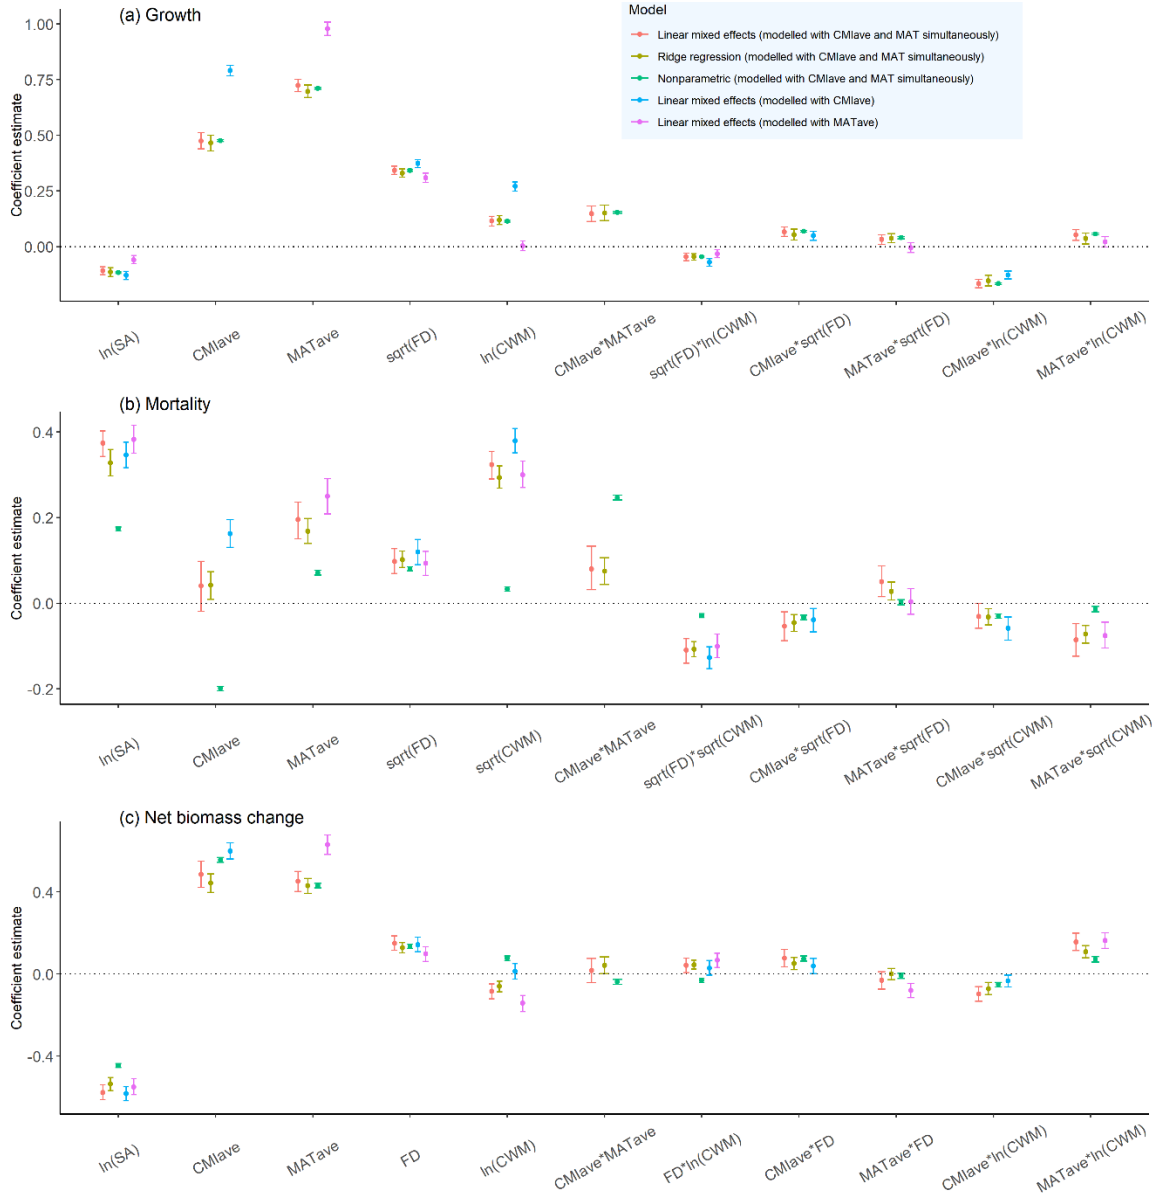 (a) Growth
Model
Linear mixed effects (modelled with CMIave and MAT simultaneously)
Ridge regression (modelled with CMIave and MAT simultaneously)
Nonparametric (modelled with CMIave and MAT simultaneously)
Linear mixed effects (modelled with CMIave)
Linear mixed effects (modelled with MATave)
Coefficient estimate
1.00
0.75
0.50
0.25
0.00
ln(SA)
CMIave
MATave
sqrt(FD)
ln(CWM)
CMIave*MATave
sqrt(FD)*ln(CWM)
CMIave*sqrt(FD)
MATave*sqrt(FD)
CMIave*ln(CWM)
MATave*ln(CWM)
(b) Mortality
Coefficient estimate
0.4
0.2
0.0
-0.2
ln(SA)
CMIave
MATave
sqrt(FD)
sqrt(CWM)
CMIave*MATave
sqrt(FD)*sqrt(CWM)
CMIave*sqrt(FD)
MATave*sqrt(FD)
CMIave*sqrt(CWM)
MATave*sqrt(CWM)
(c) Net biomass change
Coefficient estimate
0.4
0.0
-0.4
ln(SA)
CMIave
MATave
FD
ln(CWM)
CMIave*MATave
FD*ln(CWM)
CMIave*FD
MATave*FD
CMIave*ln(CWM)
MATave*ln(CWM)